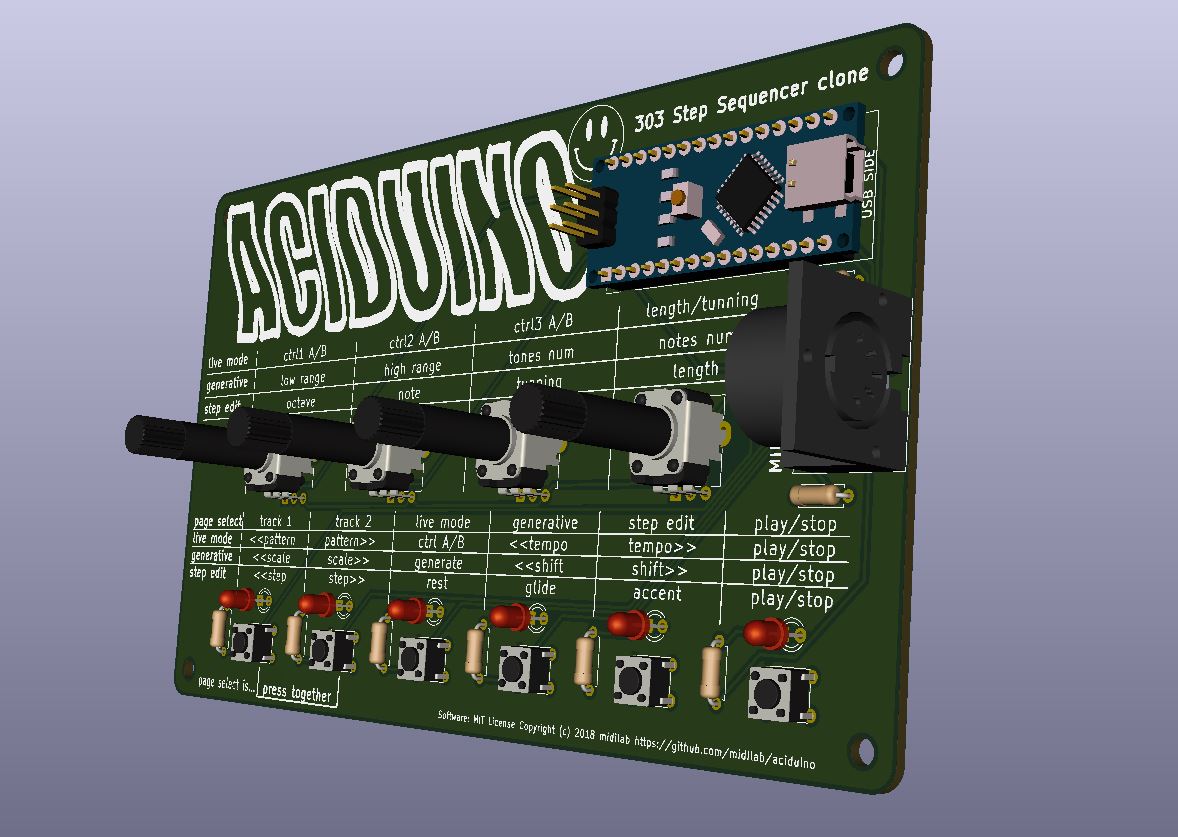 303 Step Sequencer clone
ACIDUINO
USB SIDE
live mode ctrl1 A/B ctrl2 A/B ctrl3 A/B length/tunning
generative low range high range tones num notes num
step edit octave note tunning length
page select track 1 track 2 live mode generative step edit play/stop
live mode <<pattern pattern>> ctrl A/B <<tempo tempo>> play/stop
generative <<scale scale>> generate <<shift shift>> play/stop
step edit <<step step>> rest glide accent play/stop
page select is... press together
Software: MIT License Copyright (c) 2018 midilab https://github.com/midilab/aciduino